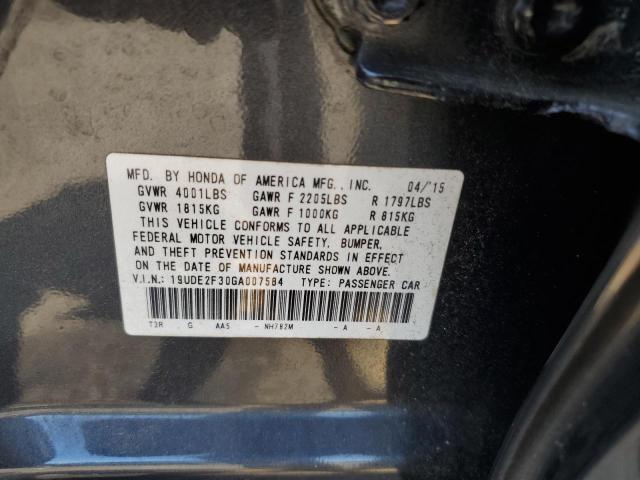 MFD. BY HONDA OF AMERICA MFG., INC. 04/'15
GVWR 4001LBS GAWR F 2205LBS R 1797LBS
GVWR 1815KG GAWR F 1000KG R 815KG
THIS VEHICLE CONFORMS TO ALL APPLICABLE
FEDERAL MOTOR VEHICLE SAFETY, BUMPER,
AND THEFT PREVENTION STANDARDS IN EFFECT
ON THE DATE OF MANUFACTURE SHOWN ABOVE.
V.I.N.: 19UDE2F30GA007584 TYPE: PASSENGER CAR
T3R G AA5 - NH782M - A - A